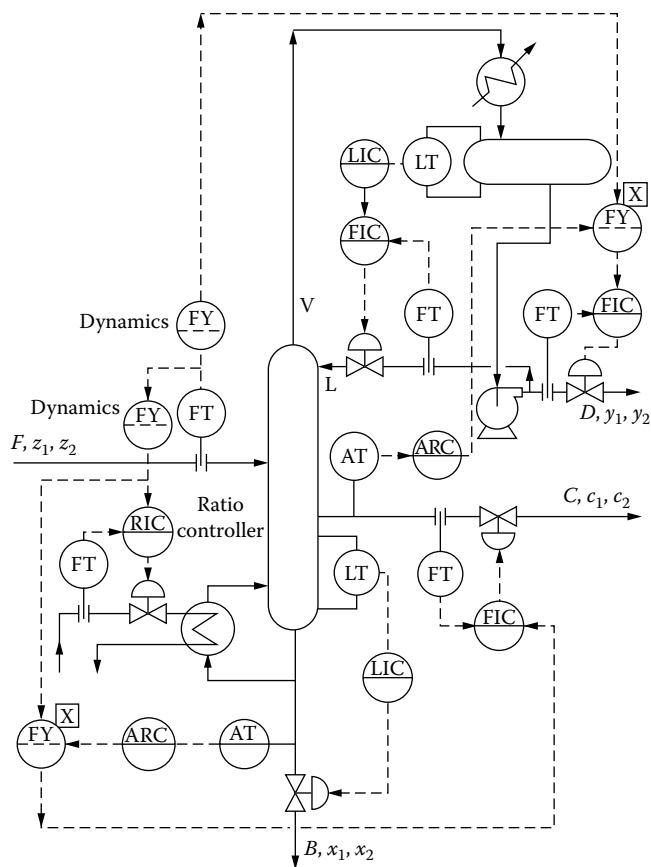 LIC
LT
X
FY
FIC
V
FT
FT
FIC
Dynamics
FY
L
Dynamics
FY
FT
D, y₁, y₂
F, z₁, z₂
AT
ARC
C, c₁, c₂
RIC
Ratio
controller
FT
LT
FT
FIC
LIC
X
FY
ARC
AT
B, x₁, x₂